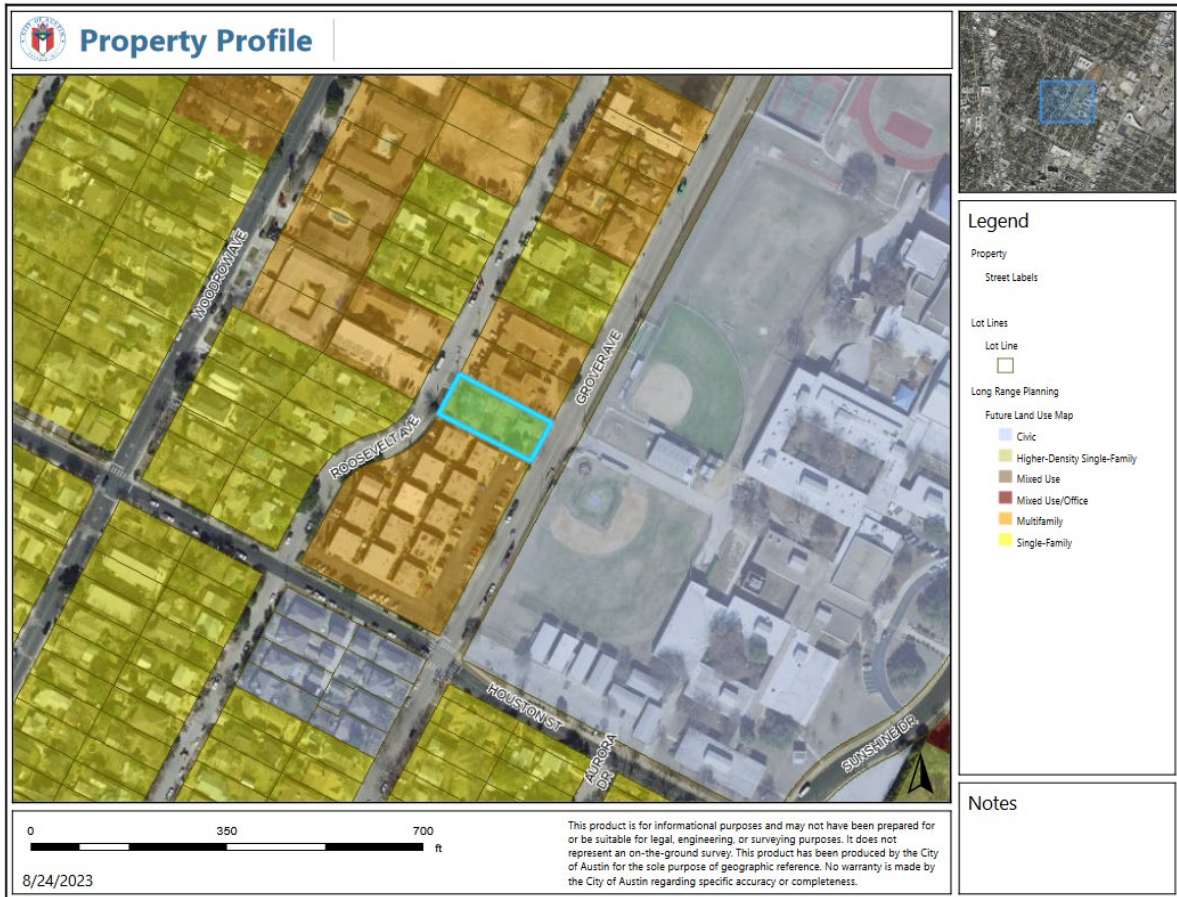 CITY OF AUSTIN
Property Profile
WOODROW AVE
ROOSEVELT AVE
GROVER AVE
HOUSTON ST
AURORA
DR
SUNSHINE DR
Legend
Property
Street Labels
Lot Lines
Lot Line
Long Range Planning
Future Land Use Map
Civic
Higher-Density Single-Family
Mixed Use
Mixed Use/Office
Multifamily
Single-Family
Notes
0 350 700
ft
8/24/2023
This product is for informational purposes and may not have been prepared for
or be suitable for legal, engineering, or surveying purposes. It does not
represent an on-the-ground survey. This product has been produced by the City
of Austin for the sole purpose of geographic reference. No warranty is made by
the City of Austin regarding specific accuracy or completeness.